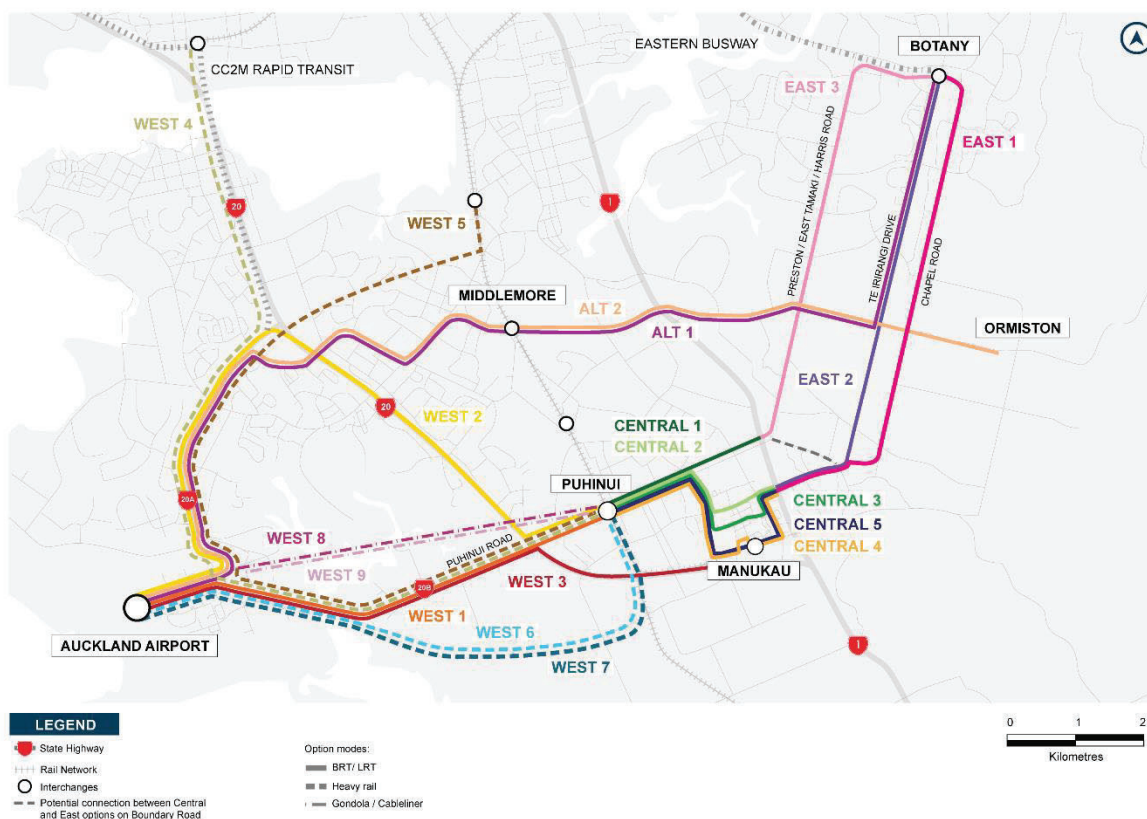 EASTERN BUSWAY
BOTANY
CC2M RAPID TRANSIT
EAST 3
WEST 4
EAST 1
PRESTON / EAST TAMAKI / HARRIS ROAD
TE IRIRANGI DRIVE
CHAPEL ROAD
20
1
WEST 5
MIDDLEMORE
ALT 2
ALT 1
ORMISTON
EAST 2
20
WEST 2
CENTRAL 1
CENTRAL 2
PUHINUI
20A
CENTRAL 3
CENTRAL 5
CENTRAL 4
WEST 8
WEST 9
PUHINUI ROAD
20B
WEST 3
MANUKAU
WEST 1
AUCKLAND AIRPORT
WEST 6
WEST 7
1
LEGEND
State Highway
Rail Network
Interchanges
Potential connection between Central
and East options on Boundary Road
Option modes:
BRT/ LRT
Heavy rail
Gondola / Cableliner
0 1 2
Kilometres